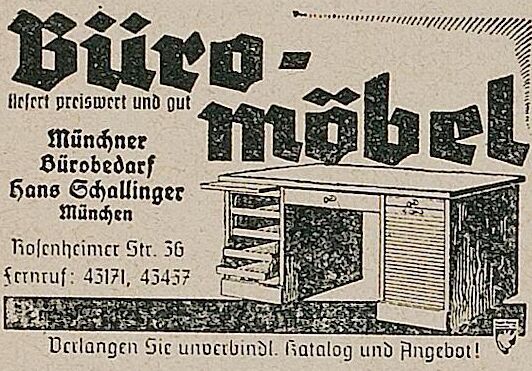 Büro-
möbel
liefert preiswert und gut
Münchner
Bürobedarf
Hans Schallinger
München
Rosenheimer Str. 36
Fernruf: 43171, 43437
Verlangen Sie unverbindl. Katalog und Angebot!